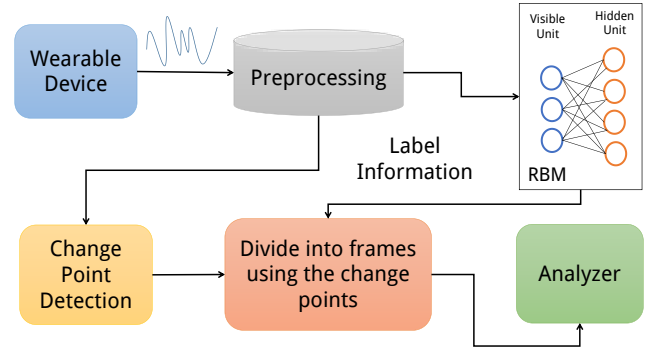 Wearable
Device
Preprocessing
Visible
Unit
Hidden
Unit
RBM
Label
Information
Change
Point
Detection
Divide into frames
using the change
points
Analyzer